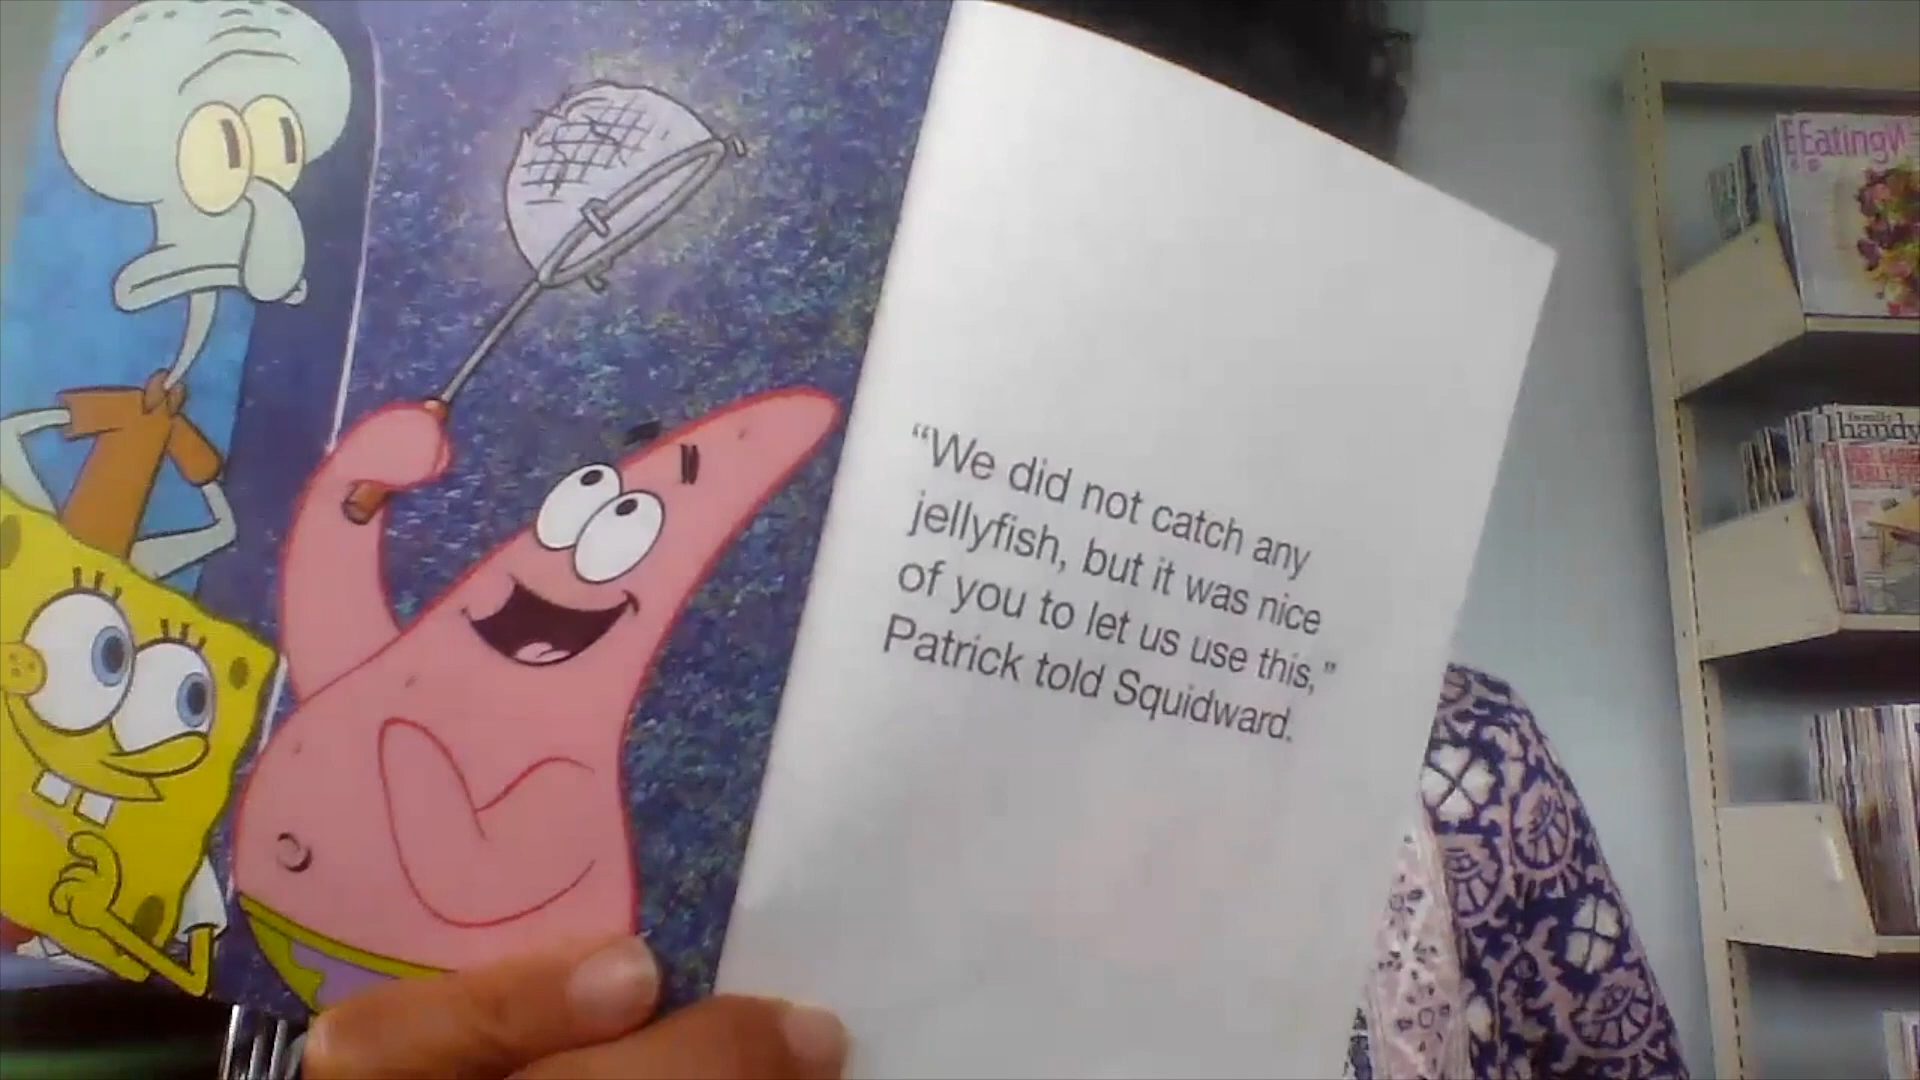 “We did not catch any
jellyfish, but it was nice
of you to let us use this,”
Patrick told Squidward.
EatingW
family
handy